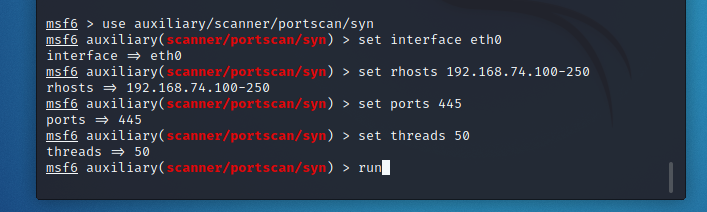 msf6 > use auxiliary/scanner/portscan/syn
msf6 auxiliary(scanner/portscan/syn) > set interface eth0
interface ⇒ eth0
msf6 auxiliary(scanner/portscan/syn) > set rhosts 192.168.74.100-250
rhosts ⇒ 192.168.74.100-250
msf6 auxiliary(scanner/portscan/syn) > set ports 445
ports ⇒ 445
msf6 auxiliary(scanner/portscan/syn) > set threads 50
threads ⇒ 50
msf6 auxiliary(scanner/portscan/syn) > run